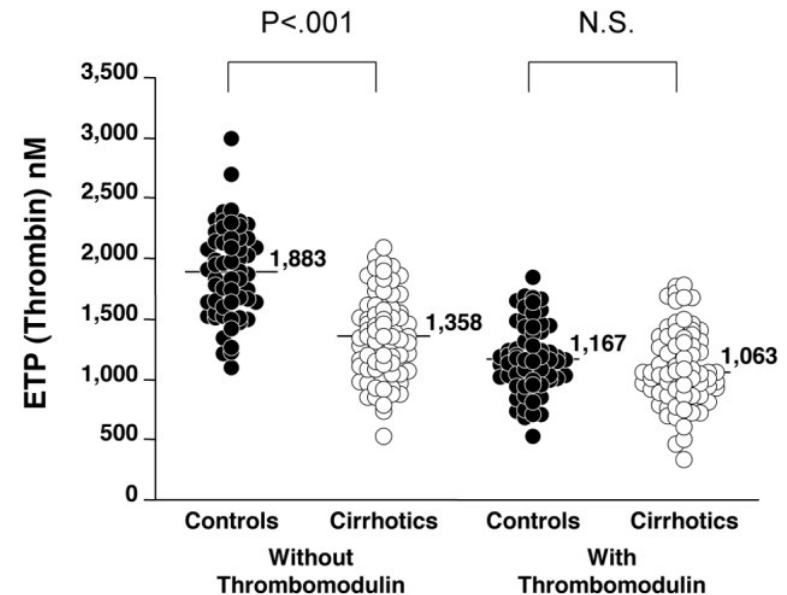 P<.001
N.S.
ETP (Thrombin) nM
3,500
3,000
2,500
2,000
1,500
1,000
500
0
1,883
1,358
1,167
1,063
Controls
Cirrhotics
Controls
Cirrhotics
Without
Thrombomodulin
With
Thrombomodulin